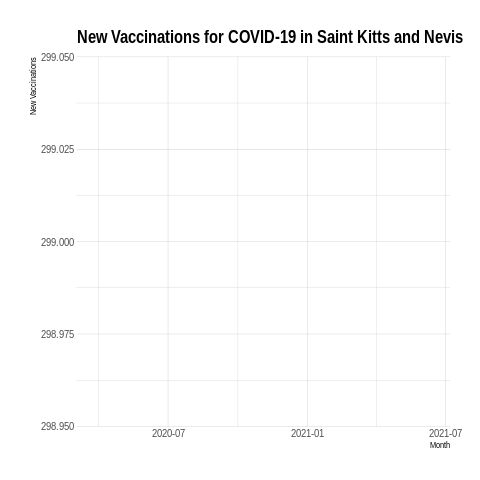 New Vaccinations for COVID-19 in Saint Kitts and Nevis
New Vaccinations
299.050
299.025
299.000
298.975
298.950
2020-07 2021-01 2021-07
Month